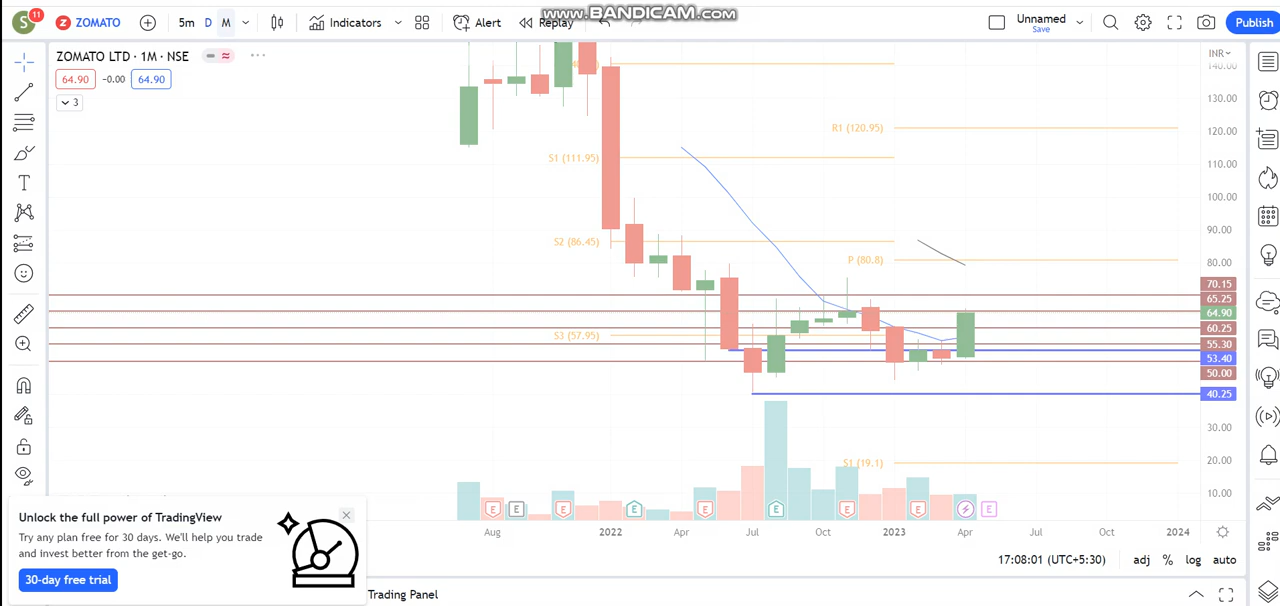 www.BANDICAM.com
S 11 ZOMATO 5m D M Indicators Alert Replay Unnamed Publish
Save
ZOMATO LTD · 1M · NSE
INR
64.90 −0.00 64.90
3
140.00
130.00
R1 (120.95)
120.00
S1 (111.95)
110.00
100.00
90.00
S2 (86.45)
P (80.8)
80.00
70.15
65.25
64.90
60.25
S3 (57.95)
55.30
53.40
50.00
40.25
30.00
S1 (19.1)
20.00
10.00
E E E E E E E E E
Aug 2022 Apr Jul Oct 2023 Apr Jul Oct 2024
Unlock the full power of TradingView
Try any plan free for 30 days. We'll help you trade
and invest better from the get-go.
30-day free trial
17:08:01 (UTC+5:30) adj % log auto
Trading Panel